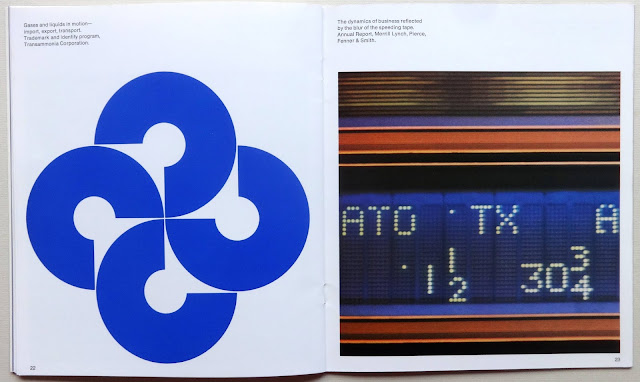 Gases and liquids in motion—
import, export, transport.
Trademark and identity program,
Transammonia Corporation.
22
The dynamics of business reflected
by the blur of the speeding tape.
Annual Report, Merrill Lynch, Pierce,
Fenner & Smith.
ATO · TX A
· 1 1/2 30 3/4
23